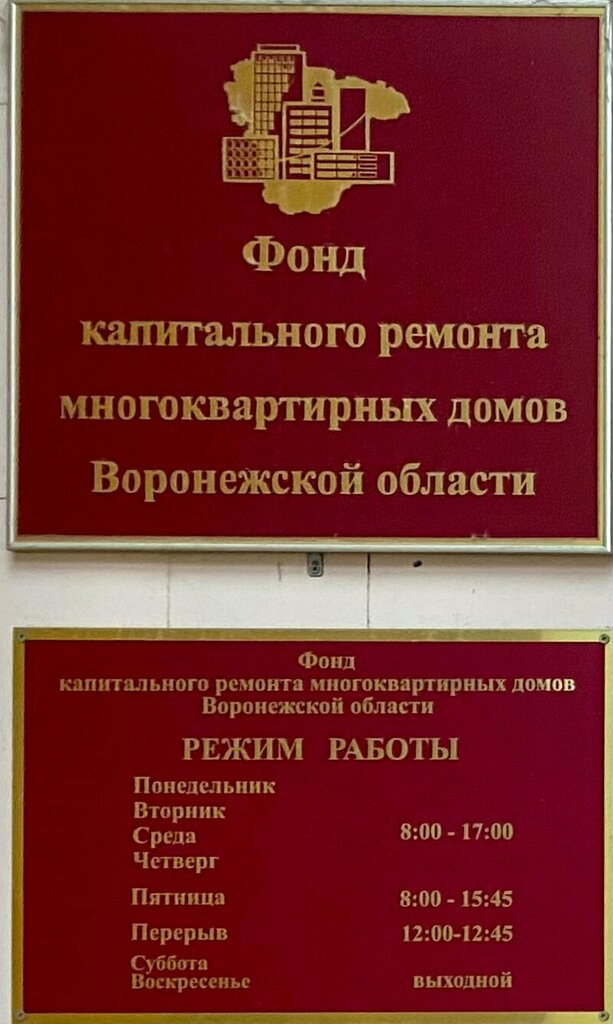 Фонд
капитального ремонта
многоквартирных домов
Воронежской области
Фонд
капитального ремонта многоквартирных домов
Воронежской области
РЕЖИМ РАБОТЫ
Понедельник
Вторник
Среда 8:00 - 17:00
Четверг
Пятница 8:00 - 15:45
Перерыв 12:00-12:45
Суббота
Воскресенье выходной